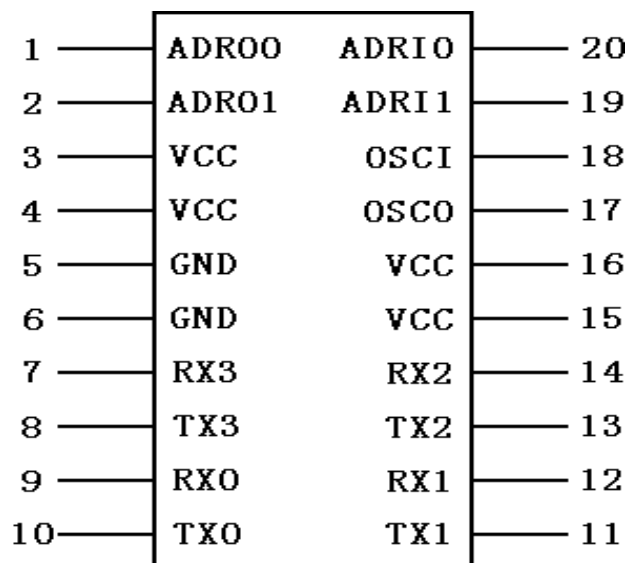 1 ADRO0 ADRI0 20
2 ADRO1 ADRI1 19
3 VCC OSCI 18
4 VCC OSCO 17
5 GND VCC 16
6 GND VCC 15
7 RX3 RX2 14
8 TX3 TX2 13
9 RX0 RX1 12
10 TX0 TX1 11